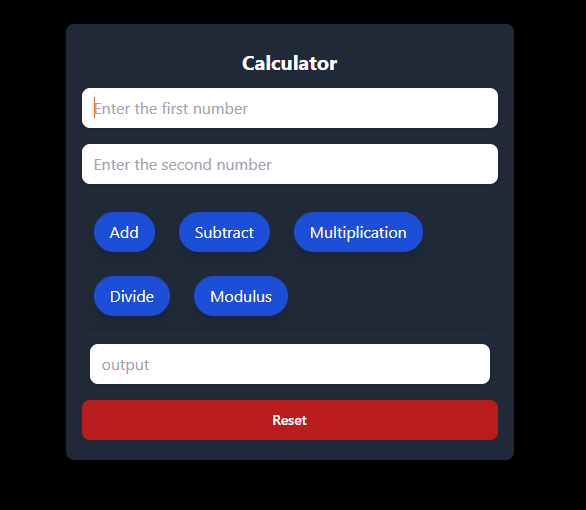 Calculator
Enter the first number
Enter the second number
Add Subtract Multiplication
Divide Modulus
output
Reset